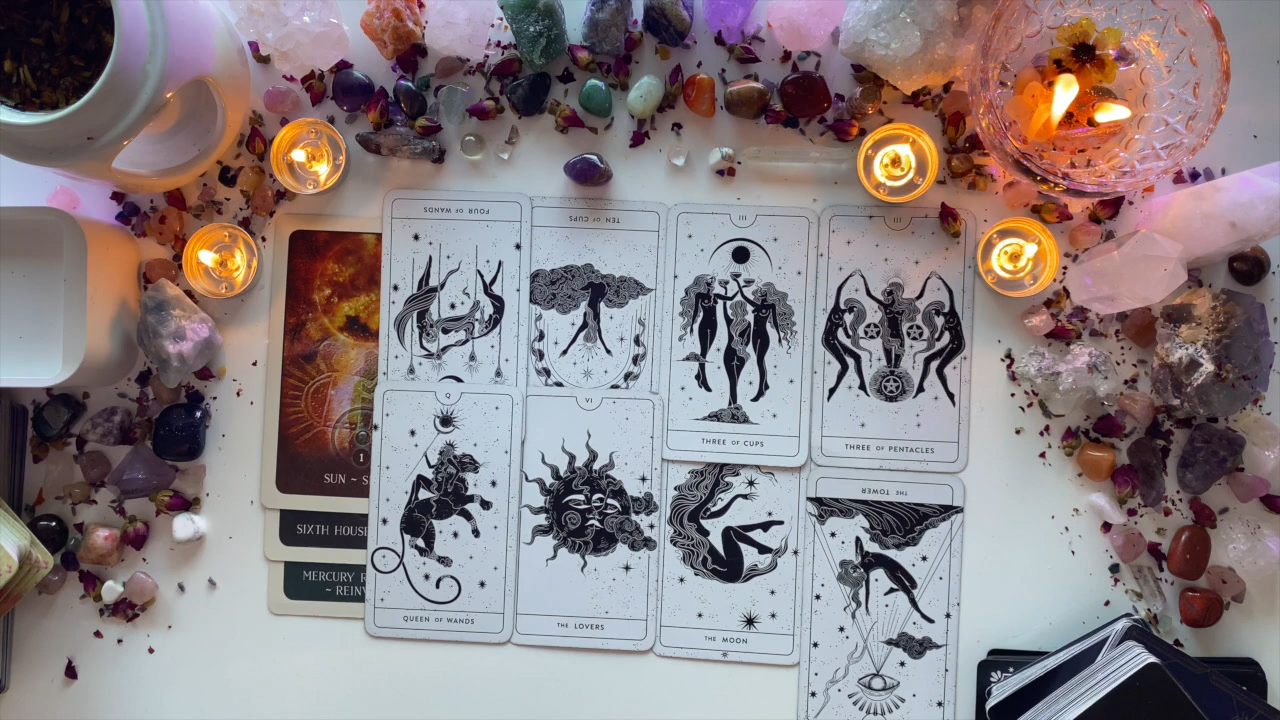 FOUR OF WANDS
TEN OF CUPS
III
III
THREE OF CUPS
THREE OF PENTACLES
1
SUN ~ S
SIXTH HOUSE
MERCURY R
~ REINV
Q
VI
QUEEN OF WANDS
THE LOVERS
THE MOON
THE TOWER